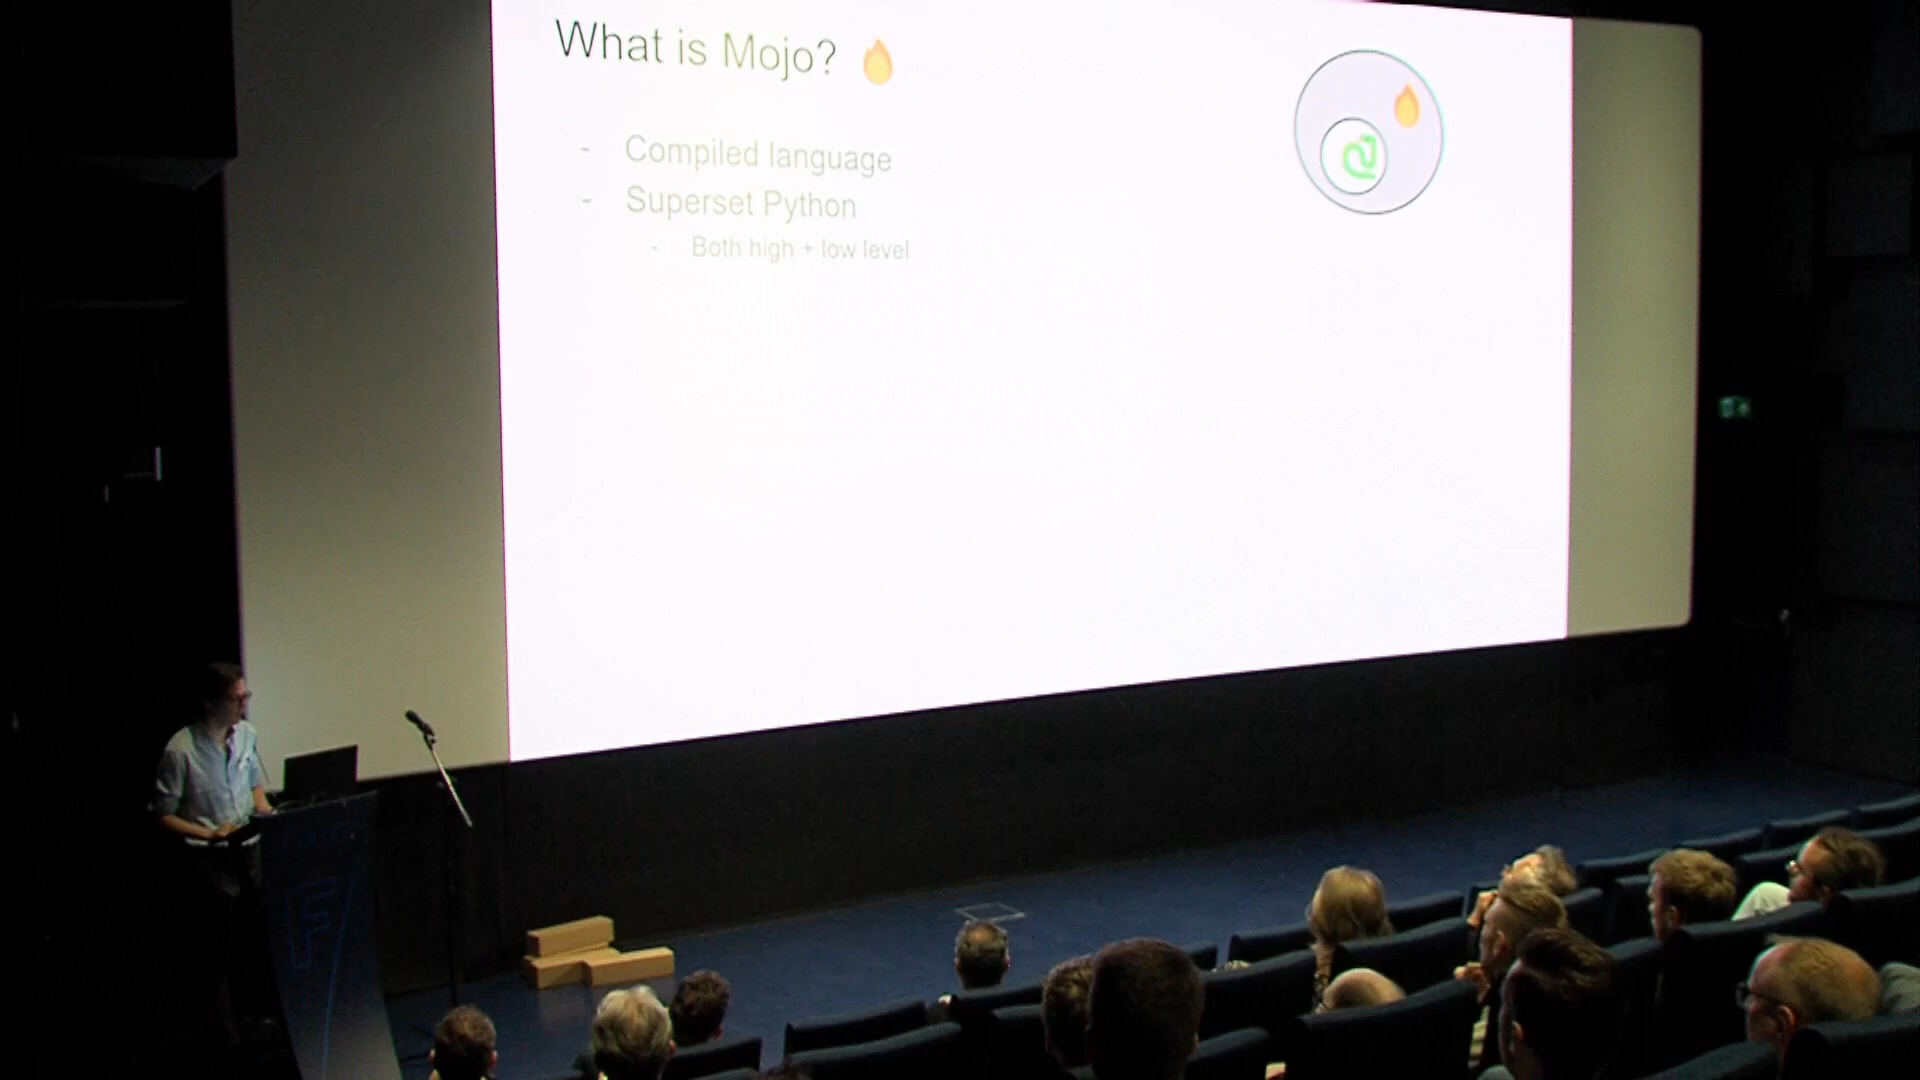 What is Mojo? 🔥
- Compiled language
- Superset Python
- Both high + low level